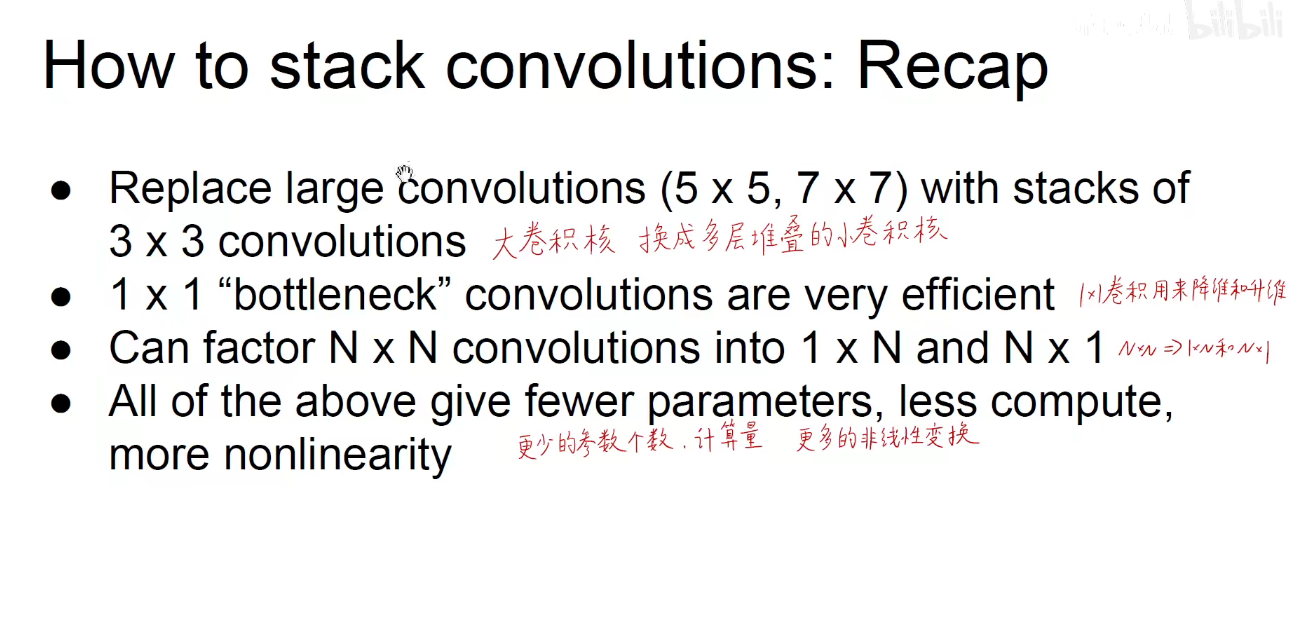 bilibili
How to stack convolutions: Recap
● Replace large convolutions (5 x 5, 7 x 7) with stacks of
3 x 3 convolutions 大卷积核 换成多层堆叠的小卷积核
● 1 x 1 “bottleneck” convolutions are very efficient 1×1卷积用来降维和升维
● Can factor N x N convolutions into 1 x N and N x 1 N×N⇒1×N和N×1
● All of the above give fewer parameters, less compute,
more nonlinearity 更少的参数个数.计算量 更多的非线性变换